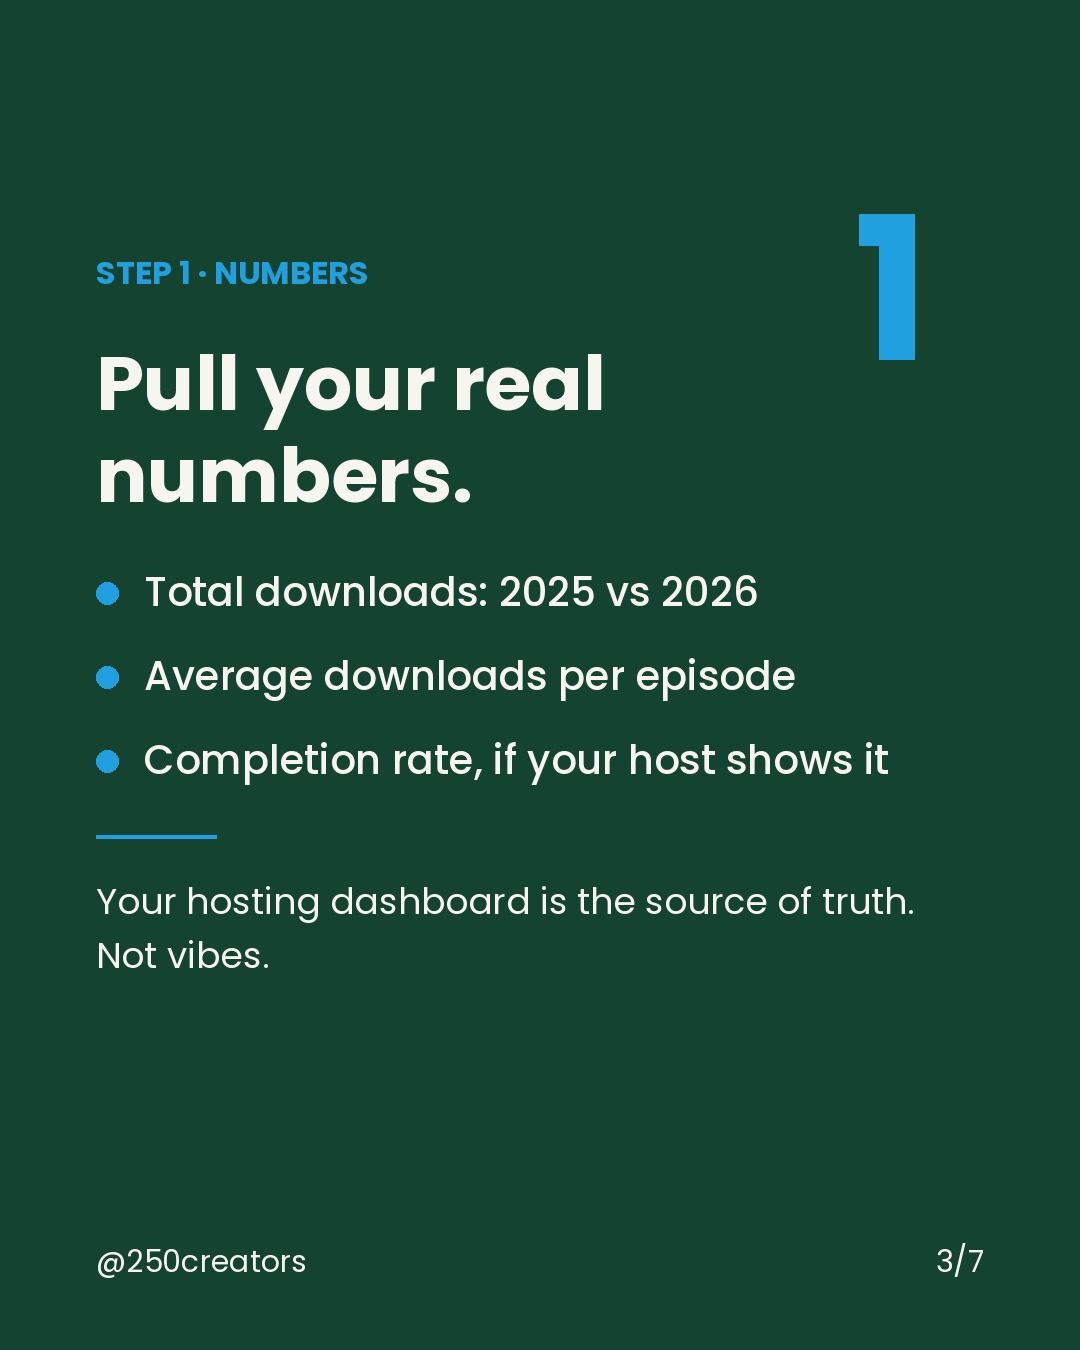 STEP 1 · NUMBERS
1
Pull your real
numbers.
Total downloads: 2025 vs 2026
Average downloads per episode
Completion rate, if your host shows it
Your hosting dashboard is the source of truth.
Not vibes.
@250creators
3/7